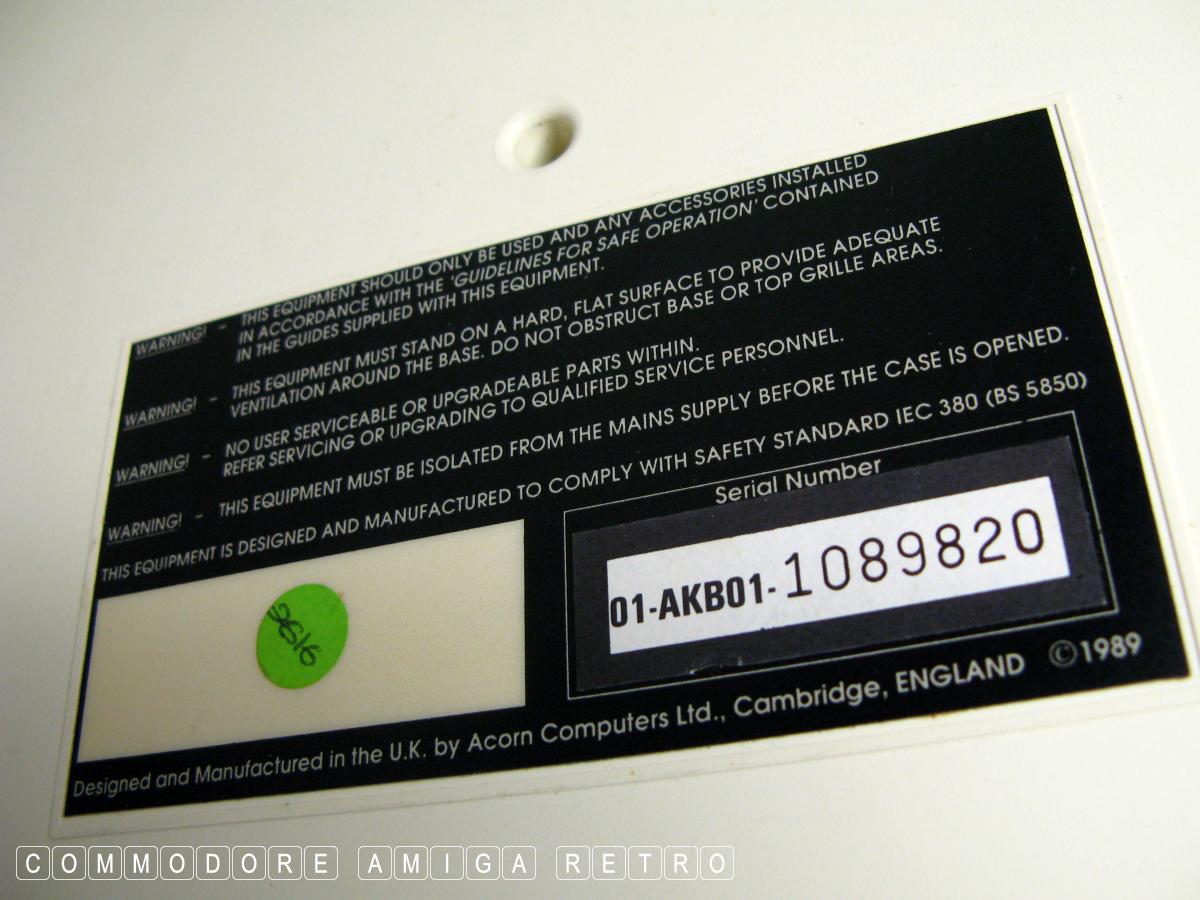 WARNING! – THIS EQUIPMENT SHOULD ONLY BE USED AND ANY ACCESSORIES INSTALLED
IN ACCORDANCE WITH THE 'GUIDELINES FOR SAFE OPERATION' CONTAINED
IN THE GUIDES SUPPLIED WITH THIS EQUIPMENT.
WARNING! – THIS EQUIPMENT MUST STAND ON A HARD, FLAT SURFACE TO PROVIDE ADEQUATE
VENTILATION AROUND THE BASE. DO NOT OBSTRUCT BASE OR TOP GRILLE AREAS.
WARNING! – NO USER SERVICEABLE OR UPGRADEABLE PARTS WITHIN.
REFER SERVICING OR UPGRADING TO QUALIFIED SERVICE PERSONNEL.
WARNING! – THIS EQUIPMENT MUST BE ISOLATED FROM THE MAINS SUPPLY BEFORE THE CASE IS OPENED.
THIS EQUIPMENT IS DESIGNED AND MANUFACTURED TO COMPLY WITH SAFETY STANDARD IEC 380 (BS 5850)
Serial Number
01-AKB01-1089820
Designed and Manufactured in the U.K. by Acorn Computers Ltd., Cambridge, ENGLAND ©1989
COMMODORE AMIGA RETRO